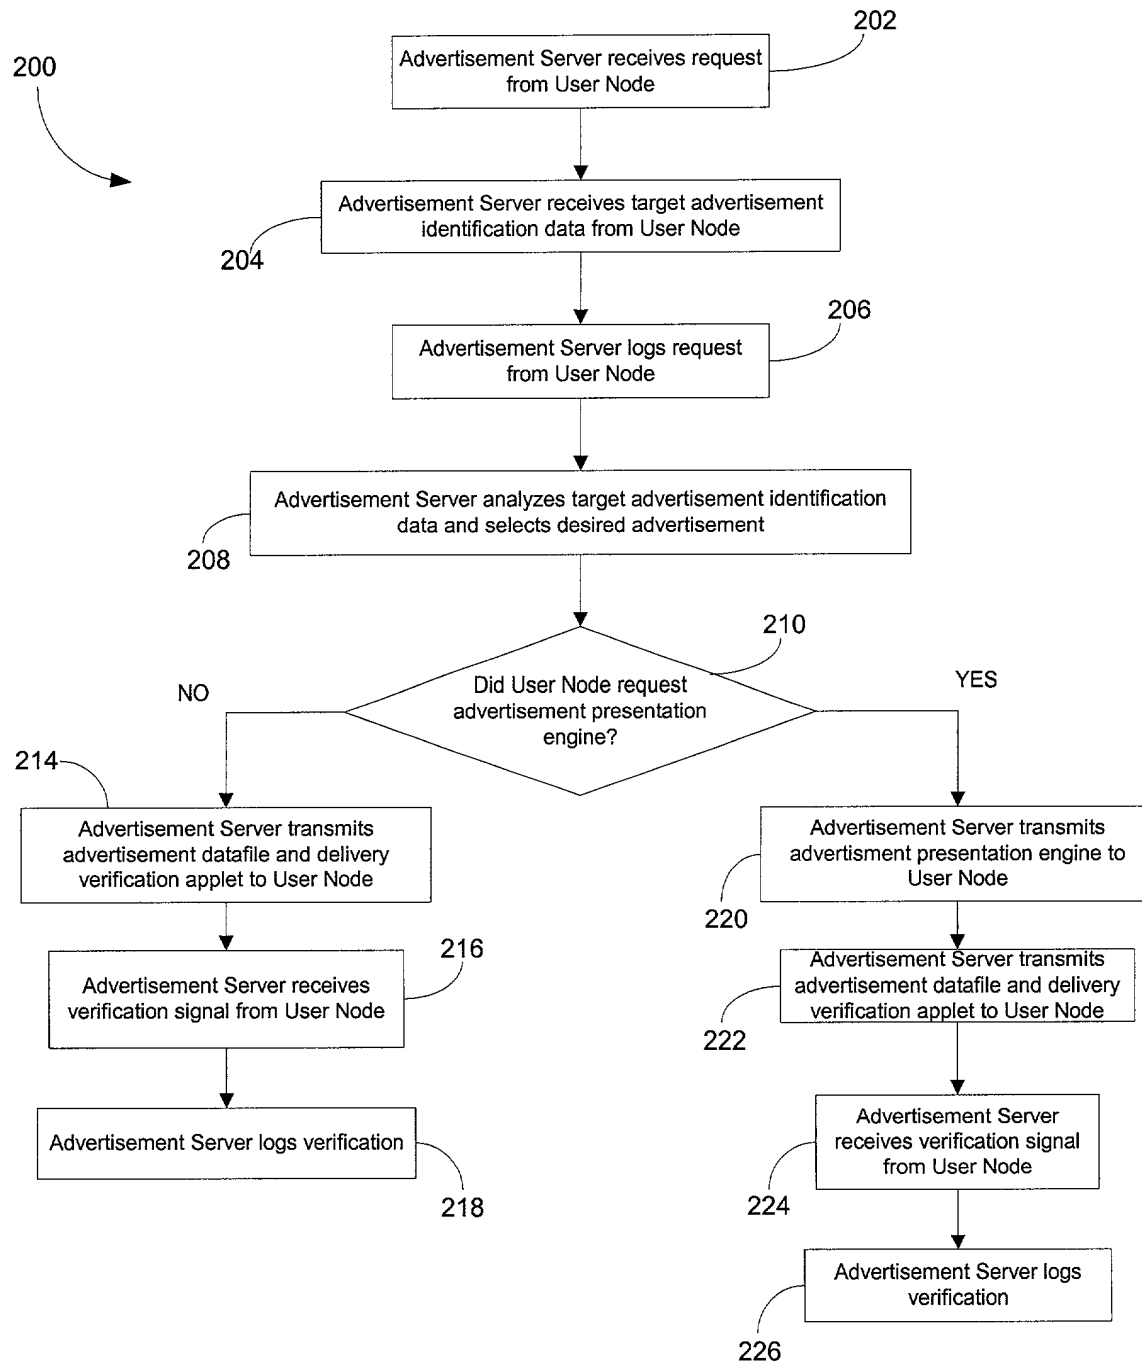 202
Advertisement Server receives request
from User Node
200
Advertisement Server receives target advertisement
identification data from User Node
204
206
Advertisement Server logs request
from User Node
Advertisement Server analyzes target advertisement identification
data and selects desired advertisement
208
210
Did User Node request
advertisement presentation
engine?
NO
YES
214
Advertisement Server transmits
advertisement datafile and delivery
verification applet to User Node
216
Advertisement Server receives
verification signal from User Node
Advertisement Server logs verification
218
Advertisement Server transmits
advertisment presentation engine to
User Node
220
Advertisement Server transmits
advertisement datafile and delivery
verification applet to User Node
222
Advertisement Server
receives verification signal
from User Node
224
Advertisement Server logs
verification
226